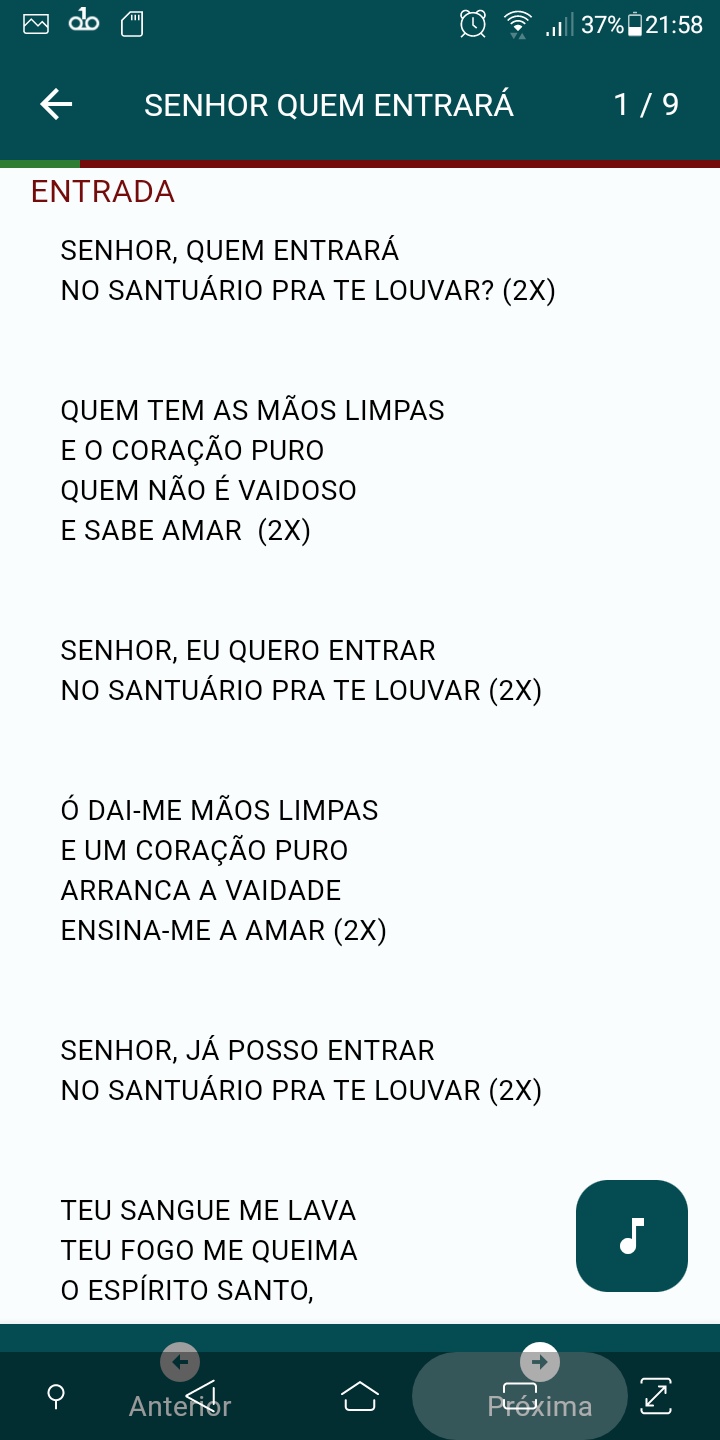 37% 21:58
SENHOR QUEM ENTRARÁ 1 / 9
ENTRADA
SENHOR, QUEM ENTRARÁ
NO SANTUÁRIO PRA TE LOUVAR? (2X)
QUEM TEM AS MÃOS LIMPAS
E O CORAÇÃO PURO
QUEM NÃO É VAIDOSO
E SABE AMAR  (2X)
SENHOR, EU QUERO ENTRAR
NO SANTUÁRIO PRA TE LOUVAR (2X)
Ó DAI-ME MÃOS LIMPAS
E UM CORAÇÃO PURO
ARRANCA A VAIDADE
ENSINA-ME A AMAR (2X)
SENHOR, JÁ POSSO ENTRAR
NO SANTUÁRIO PRA TE LOUVAR (2X)
TEU SANGUE ME LAVA
TEU FOGO ME QUEIMA
O ESPÍRITO SANTO,
Anterior Próxima